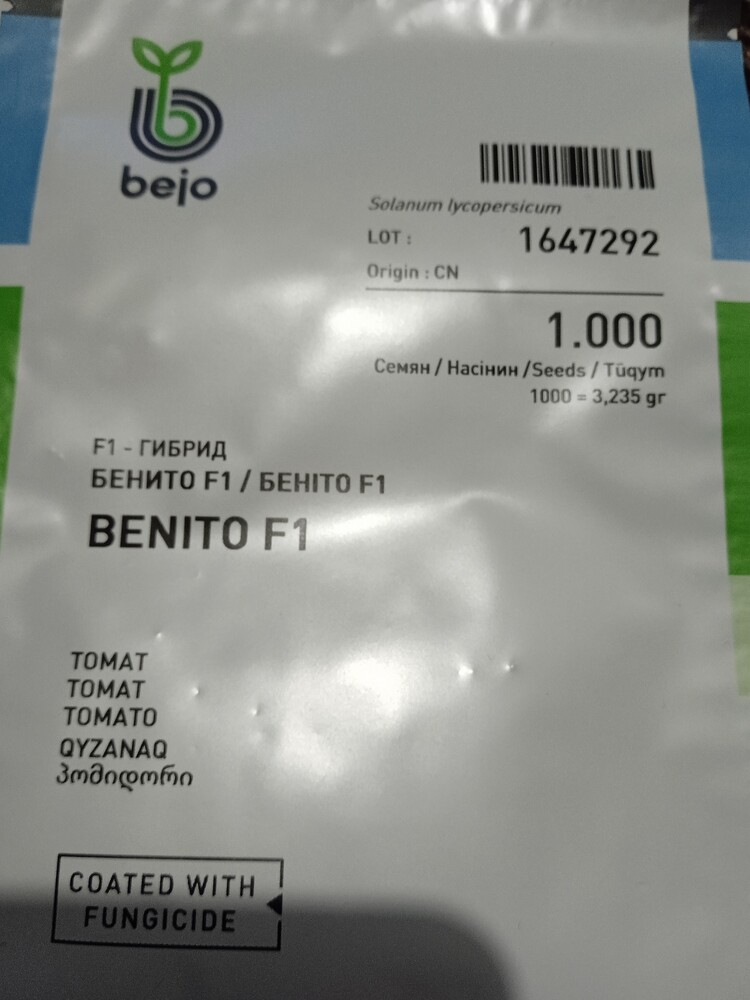 bejo
Solanum lycopersicum
LOT : 1647292
Origin : CN
1.000
Семян / Насінин /Seeds / Tūqym
1000 = 3,235 gr
F1 - ГИБРИД
БЕНИТО F1 / БЕНІТО F1
BENITO F1
ТОМАТ
ТОМАТ
TOMATO
QYZANAQ
პომიდორი
COATED WITH
FUNGICIDE